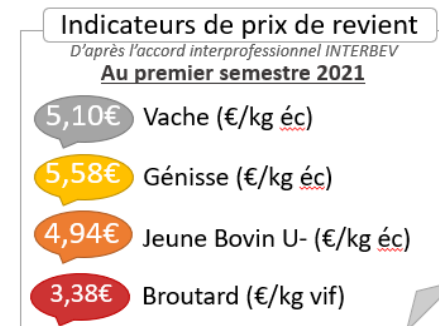 Indicateurs de prix de revient
D'après l'accord interprofessionnel INTERBEV
Au premier semestre 2021
5,10€ Vache (€/kg éc)
5,58€ Génisse (€/kg éc)
4,94€ Jeune Bovin U- (€/kg éc)
3,38€ Broutard (€/kg vif)